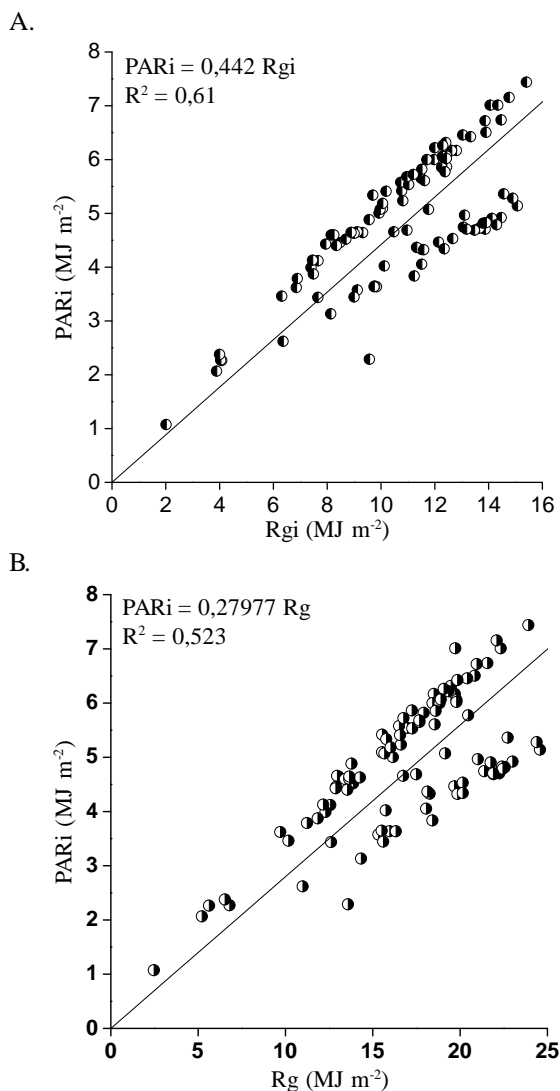 A.
8
PARi = 0,442 Rgi
R² = 0,61
7
6
5
4
3
2
1
0
PARi (MJ m⁻²)
0 2 4 6 8 10 12 14 16
Rgi (MJ m⁻²)
B.
8
PARi = 0,27977 Rg
R² = 0,523
7
6
5
4
3
2
1
0
PARi (MJ m⁻²)
0 5 10 15 20 25
Rg (MJ m⁻²)